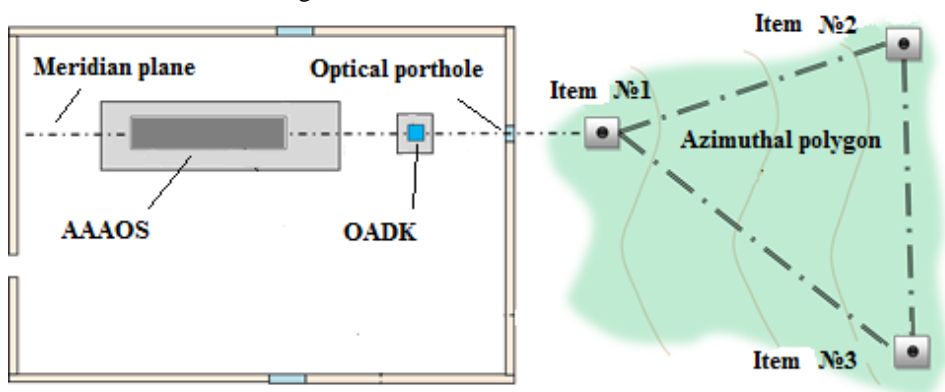 Item №2
Meridian plane
Optical porthole
Item №1
Azimuthal polygon
AAAOS
OADK
Item №3